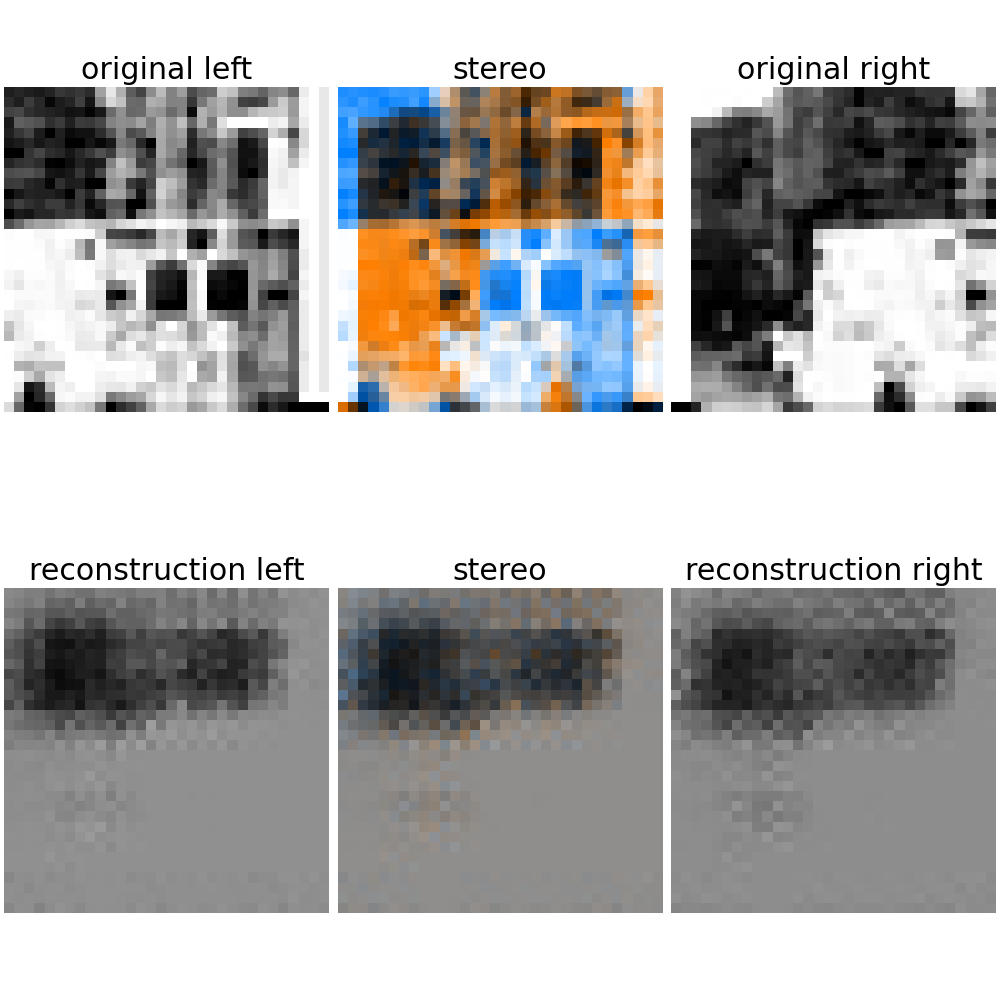 original left
stereo
original right
reconstruction left
stereo
reconstruction right